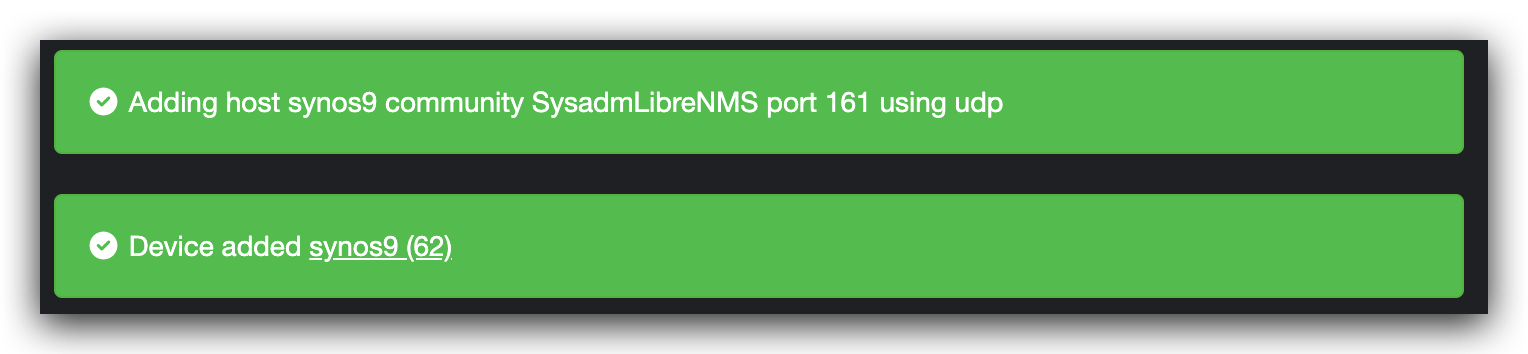 Adding host synos9 community SysadmLibreNMS port 161 using udp
Device added synos9 (62)